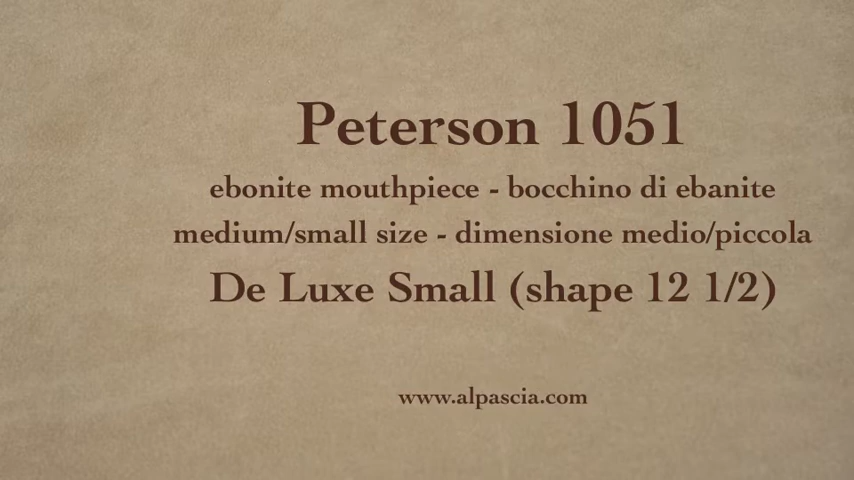 Peterson 1051
ebonite mouthpiece - bocchino di ebanite
medium/small size - dimensione medio/piccola
De Luxe Small (shape 12 1/2)
www.alpascia.com